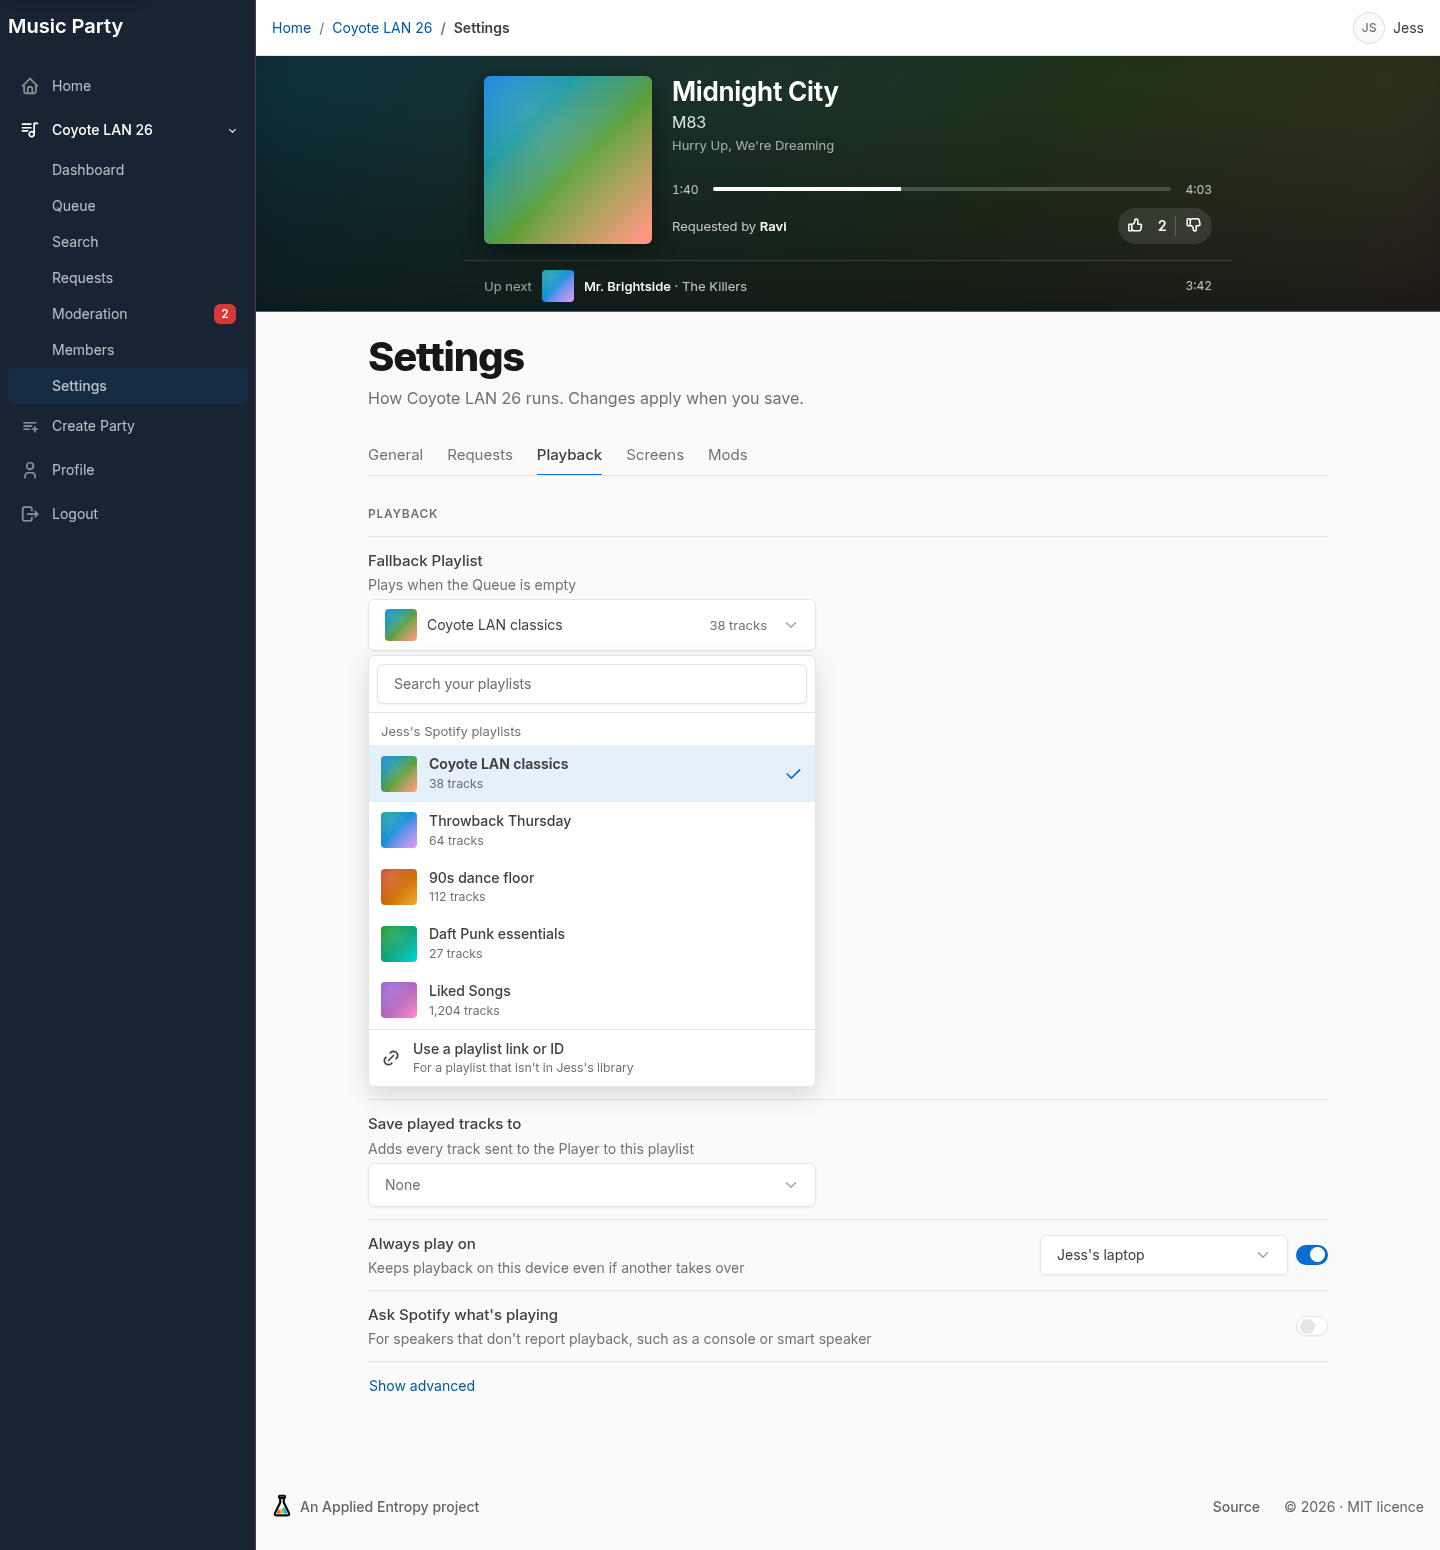 Music Party
Home
Coyote LAN 26
Dashboard
Queue
Search
Requests
Moderation 2
Members
Settings
Create Party
Profile
Logout
Home / Coyote LAN 26 / Settings
JS Jess
Midnight City
M83
Hurry Up, We're Dreaming
1:40 4:03
Requested by Ravi 2
Up next Mr. Brightside · The Killers 3:42
Settings
How Coyote LAN 26 runs. Changes apply when you save.
General Requests Playback Screens Mods
PLAYBACK
Fallback Playlist
Plays when the Queue is empty
Coyote LAN classics 38 tracks
Search your playlists
Jess's Spotify playlists
Coyote LAN classics
38 tracks
Throwback Thursday
64 tracks
90s dance floor
112 tracks
Daft Punk essentials
27 tracks
Liked Songs
1,204 tracks
Use a playlist link or ID
For a playlist that isn't in Jess's library
Save played tracks to
Adds every track sent to the Player to this playlist
None
Always play on
Keeps playback on this device even if another takes over
Jess's laptop
Ask Spotify what's playing
For speakers that don't report playback, such as a console or smart speaker
Show advanced
An Applied Entropy project
Source © 2026 · MIT licence